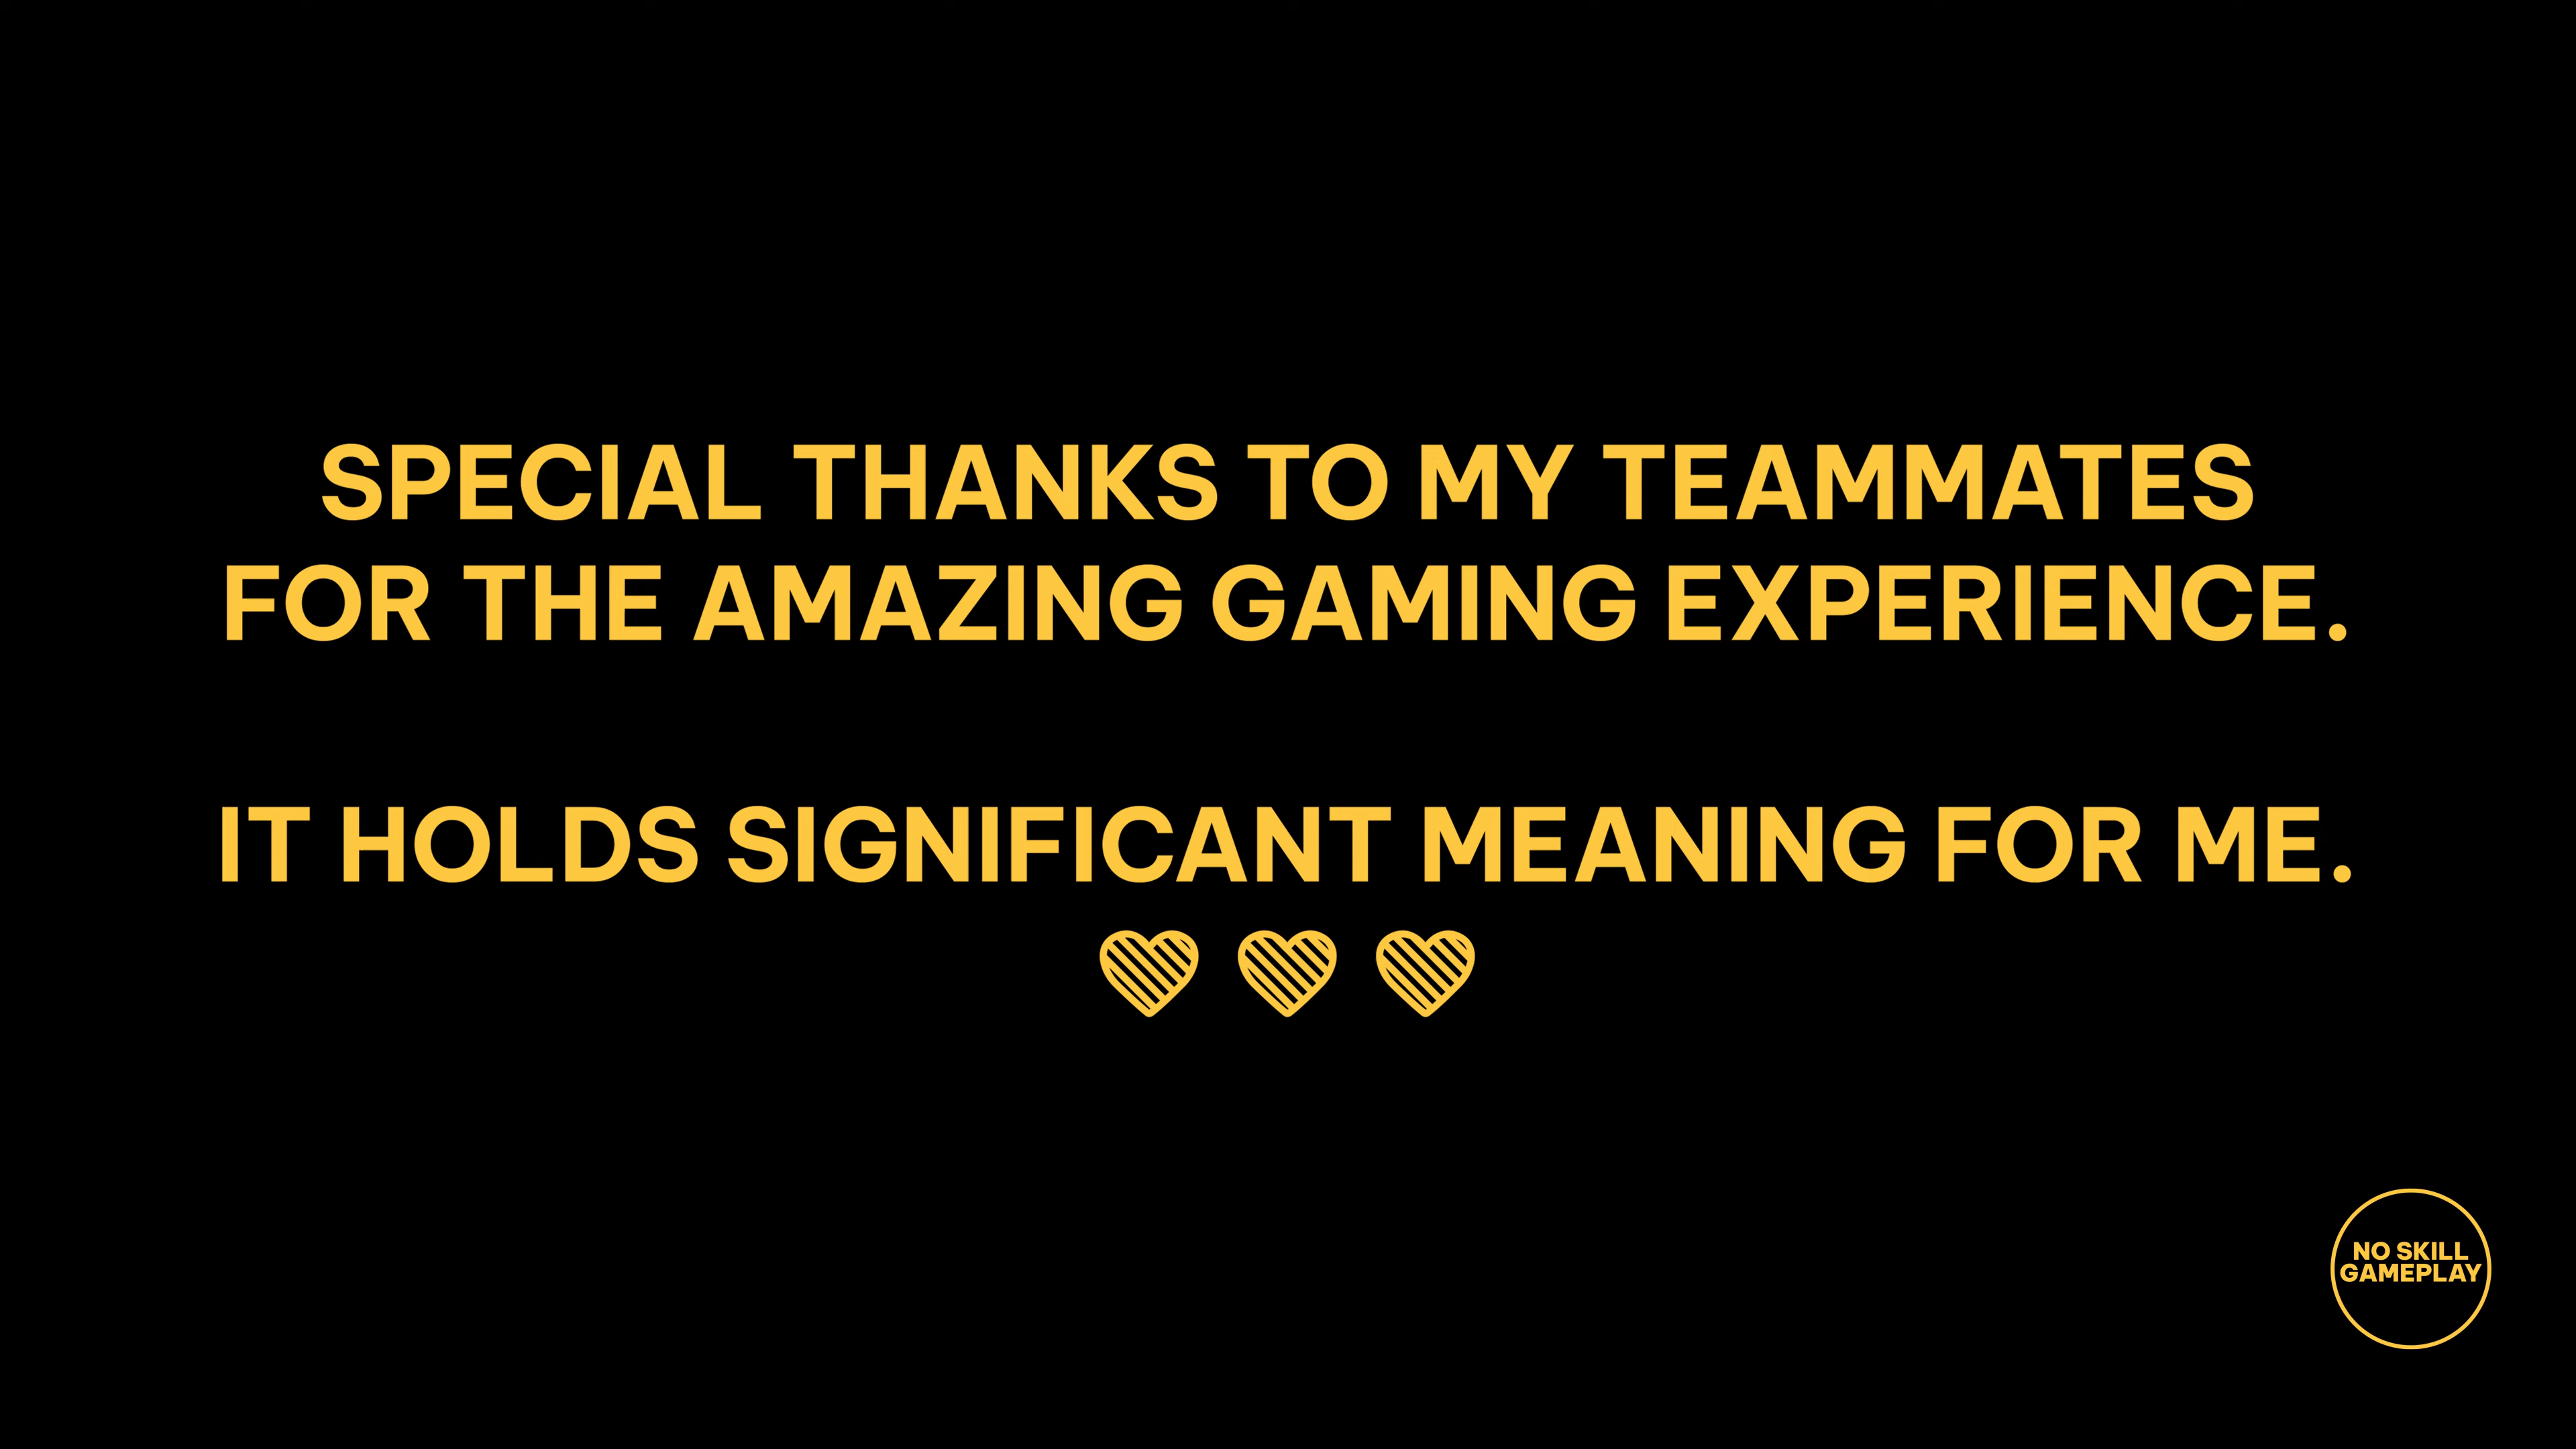 SPECIAL THANKS TO MY TEAMMATES
FOR THE AMAZING GAMING EXPERIENCE.
IT HOLDS SIGNIFICANT MEANING FOR ME.
NO SKILL
GAMEPLAY